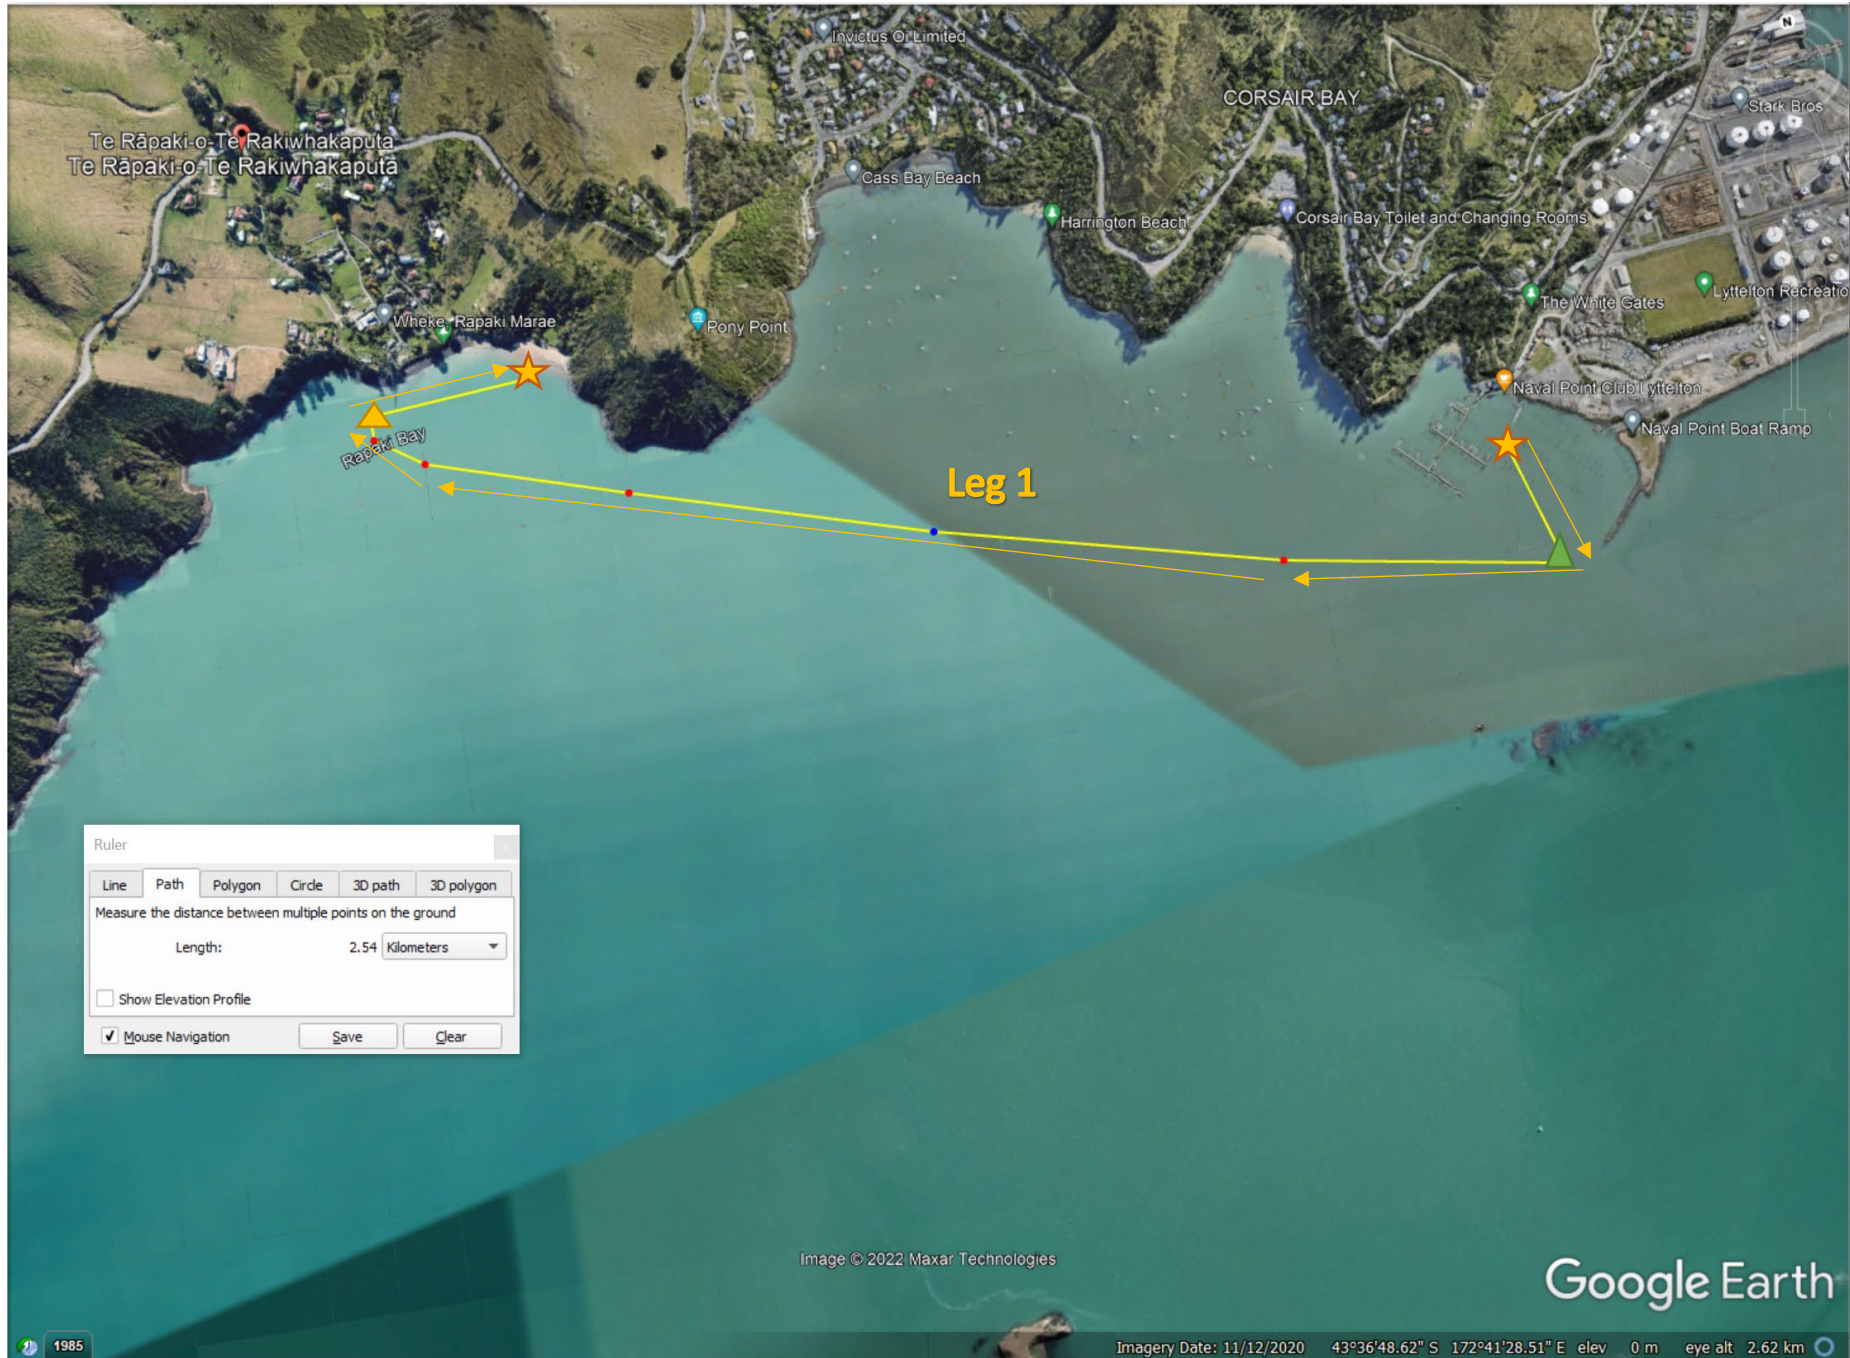 N
Invictus Oi Limited
CORSAIR BAY
Stark Bros
Te Rāpaki-o-Te Rakiwhakaputa
Te Rāpaki-o-Te Rakiwhakaputa
Cass Bay Beach
Harrington Beach
Corsair Bay Toilet and Changing Rooms
The White Gates
Lyttelton Recreatio
Wheke, Rapaki Marae
Pony Point
Naval Point Club Lyttelton
Naval Point Boat Ramp
Rapaki Bay
Leg 1
Ruler
Line Path Polygon Circle 3D path 3D polygon
Measure the distance between multiple points on the ground
Length: 2.54 Kilometers
Show Elevation Profile
Mouse Navigation Save Clear
Image © 2022 Maxar Technologies
Google Earth
1985
Imagery Date: 11/12/2020 43°36'48.62" S 172°41'28.51" E elev 0 m eye alt 2.62 km